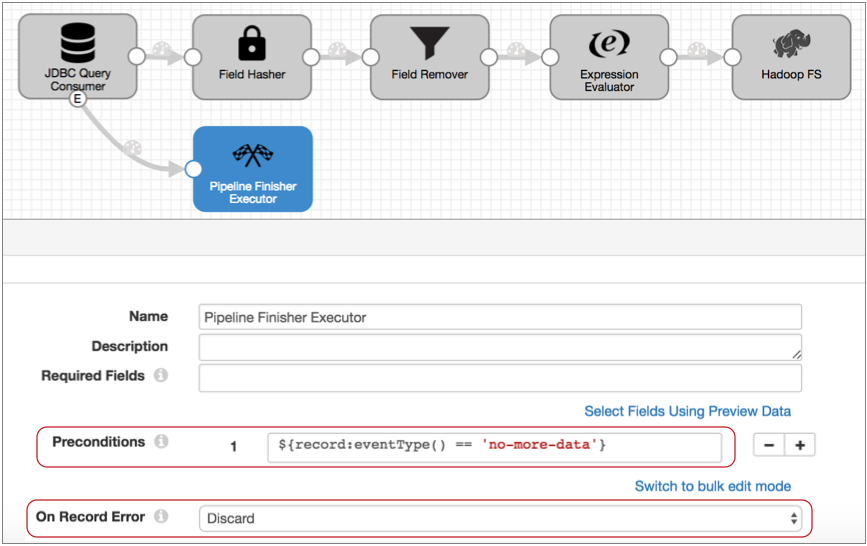 JDBC Query
Consumer
E
Field Hasher
Field Remover
Expression
Evaluator
Hadoop FS
Pipeline Finisher
Executor
Name Pipeline Finisher Executor
Description
Required Fields i
Select Fields Using Preview Data
Preconditions i 1 ${record:eventType() == 'no-more-data'} - +
Switch to bulk edit mode
On Record Error i Discard